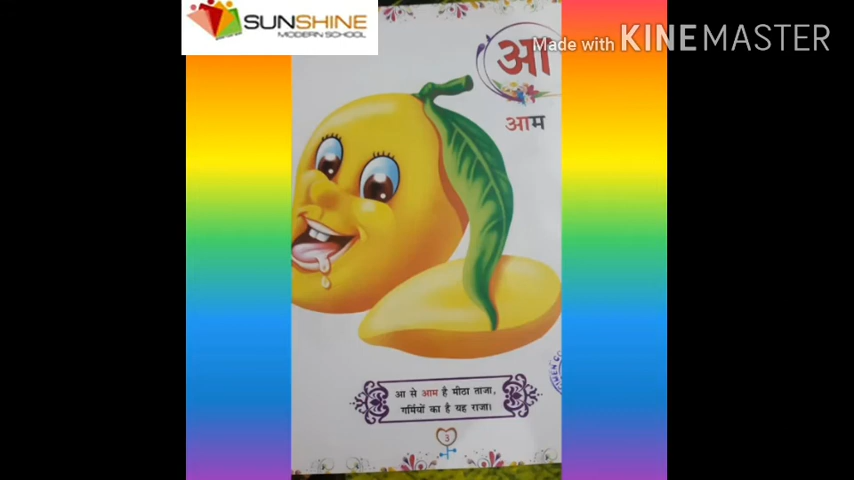 SUNSHINE
MODERN SCHOOL
Made with KINEMASTER
आ
आम
आ से आम है मीठा ताजा,
गर्मियों का है यह राजा।
3